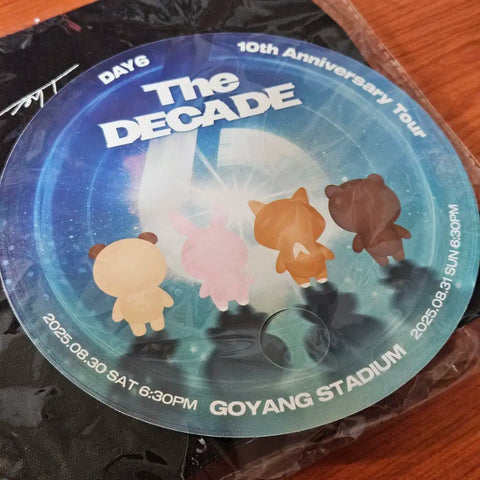 DAY6
10th Anniversary Tour
The
DECADE
2025.08.30 SAT 6:30PM
GOYANG STADIUM
2025.08.31 SUN 6:30PM